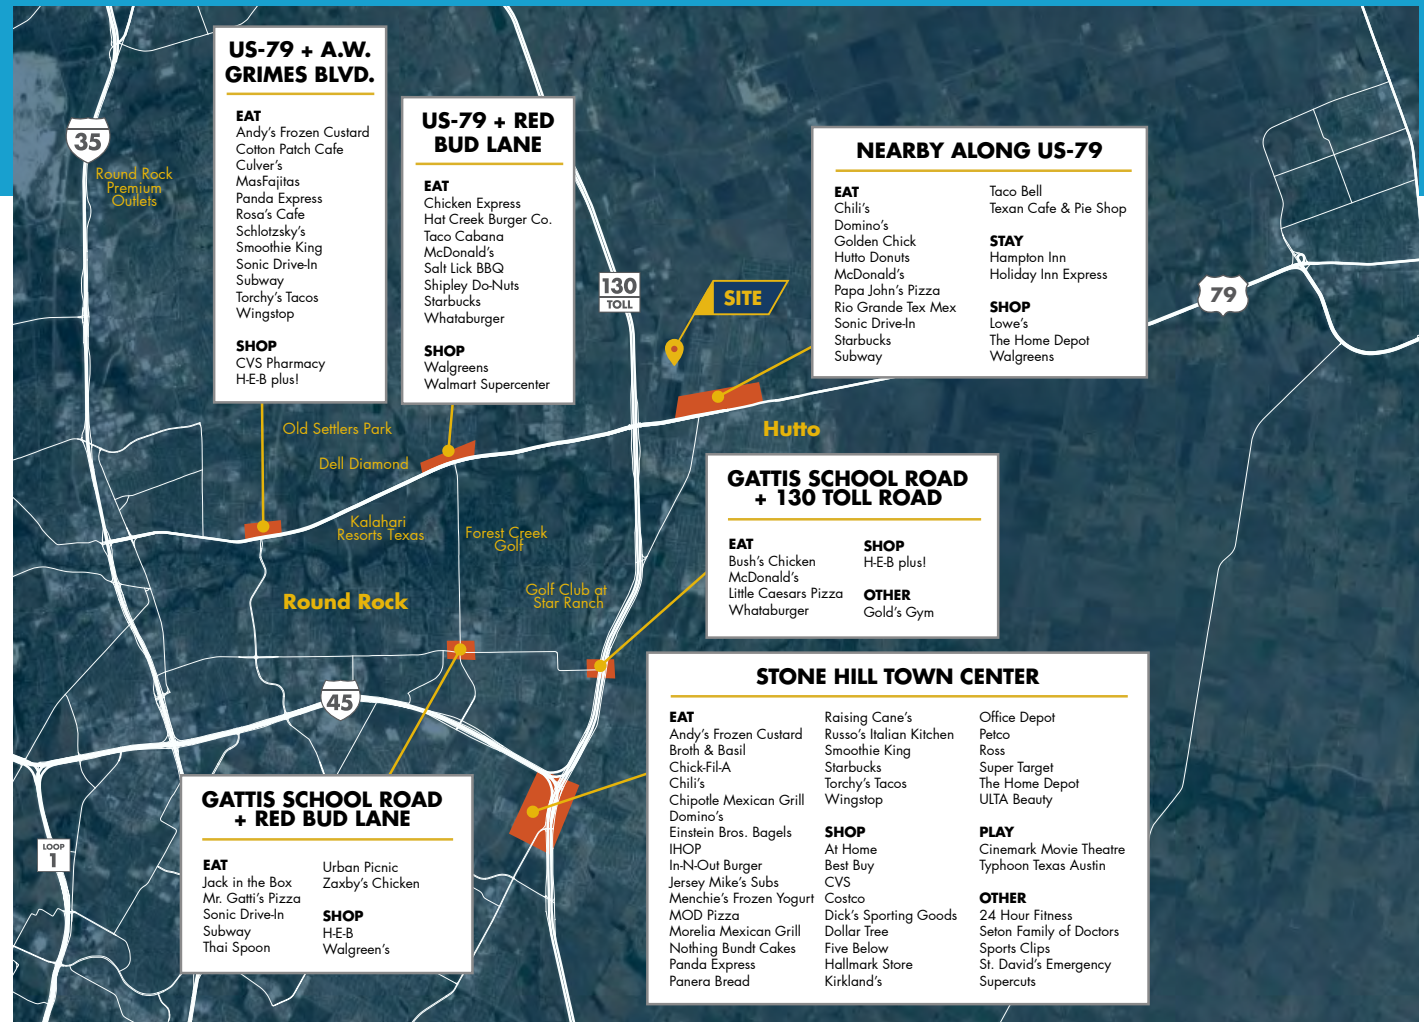 US-79 + A.W.
GRIMES BLVD.
EAT
Andy's Frozen Custard
Cotton Patch Cafe
Culver's
MasFajitas
Panda Express
Rosa's Cafe
Schlotzsky's
Smoothie King
Sonic Drive-In
Subway
Torchy's Tacos
Wingstop
SHOP
CVS Pharmacy
H-E-B plus!
US-79 + RED
BUD LANE
EAT
Chicken Express
Hat Creek Burger Co.
Taco Cabana
McDonald's
Salt Lick BBQ
Shipley Do-Nuts
Starbucks
Whataburger
SHOP
Walgreens
Walmart Supercenter
NEARBY ALONG US-79
EAT
Chili's
Domino's
Golden Chick
Hutto Donuts
McDonald's
Papa John's Pizza
Rio Grande Tex Mex
Sonic Drive-In
Starbucks
Subway
Taco Bell
Texan Cafe & Pie Shop
STAY
Hampton Inn
Holiday Inn Express
SHOP
Lowe's
The Home Depot
Walgreens
35
Round Rock
Premium
Outlets
130
TOLL
SITE
79
Old Settlers Park
Dell Diamond
Hutto
Kalahari
Resorts Texas
Forest Creek
Golf
Golf Club at
Star Ranch
Round Rock
45
LOOP
1
GATTIS SCHOOL ROAD
+ 130 TOLL ROAD
EAT
Bush's Chicken
McDonald's
Little Caesars Pizza
Whataburger
SHOP
H-E-B plus!
OTHER
Gold's Gym
GATTIS SCHOOL ROAD
+ RED BUD LANE
EAT
Jack in the Box
Mr. Gatti's Pizza
Sonic Drive-In
Subway
Thai Spoon
Urban Picnic
Zaxby's Chicken
SHOP
H-E-B
Walgreen's
STONE HILL TOWN CENTER
EAT
Andy's Frozen Custard
Broth & Basil
Chick-Fil-A
Chili's
Chipotle Mexican Grill
Domino's
Einstein Bros. Bagels
IHOP
In-N-Out Burger
Jersey Mike's Subs
Menchie's Frozen Yogurt
MOD Pizza
Morelia Mexican Grill
Nothing Bundt Cakes
Panda Express
Panera Bread
Raising Cane's
Russo's Italian Kitchen
Smoothie King
Starbucks
Torchy's Tacos
Wingstop
SHOP
At Home
Best Buy
CVS
Costco
Dick's Sporting Goods
Dollar Tree
Five Below
Hallmark Store
Kirkland's
Office Depot
Petco
Ross
Super Target
The Home Depot
ULTA Beauty
PLAY
Cinemark Movie Theatre
Typhoon Texas Austin
OTHER
24 Hour Fitness
Seton Family of Doctors
Sports Clips
St. David's Emergency
Supercuts